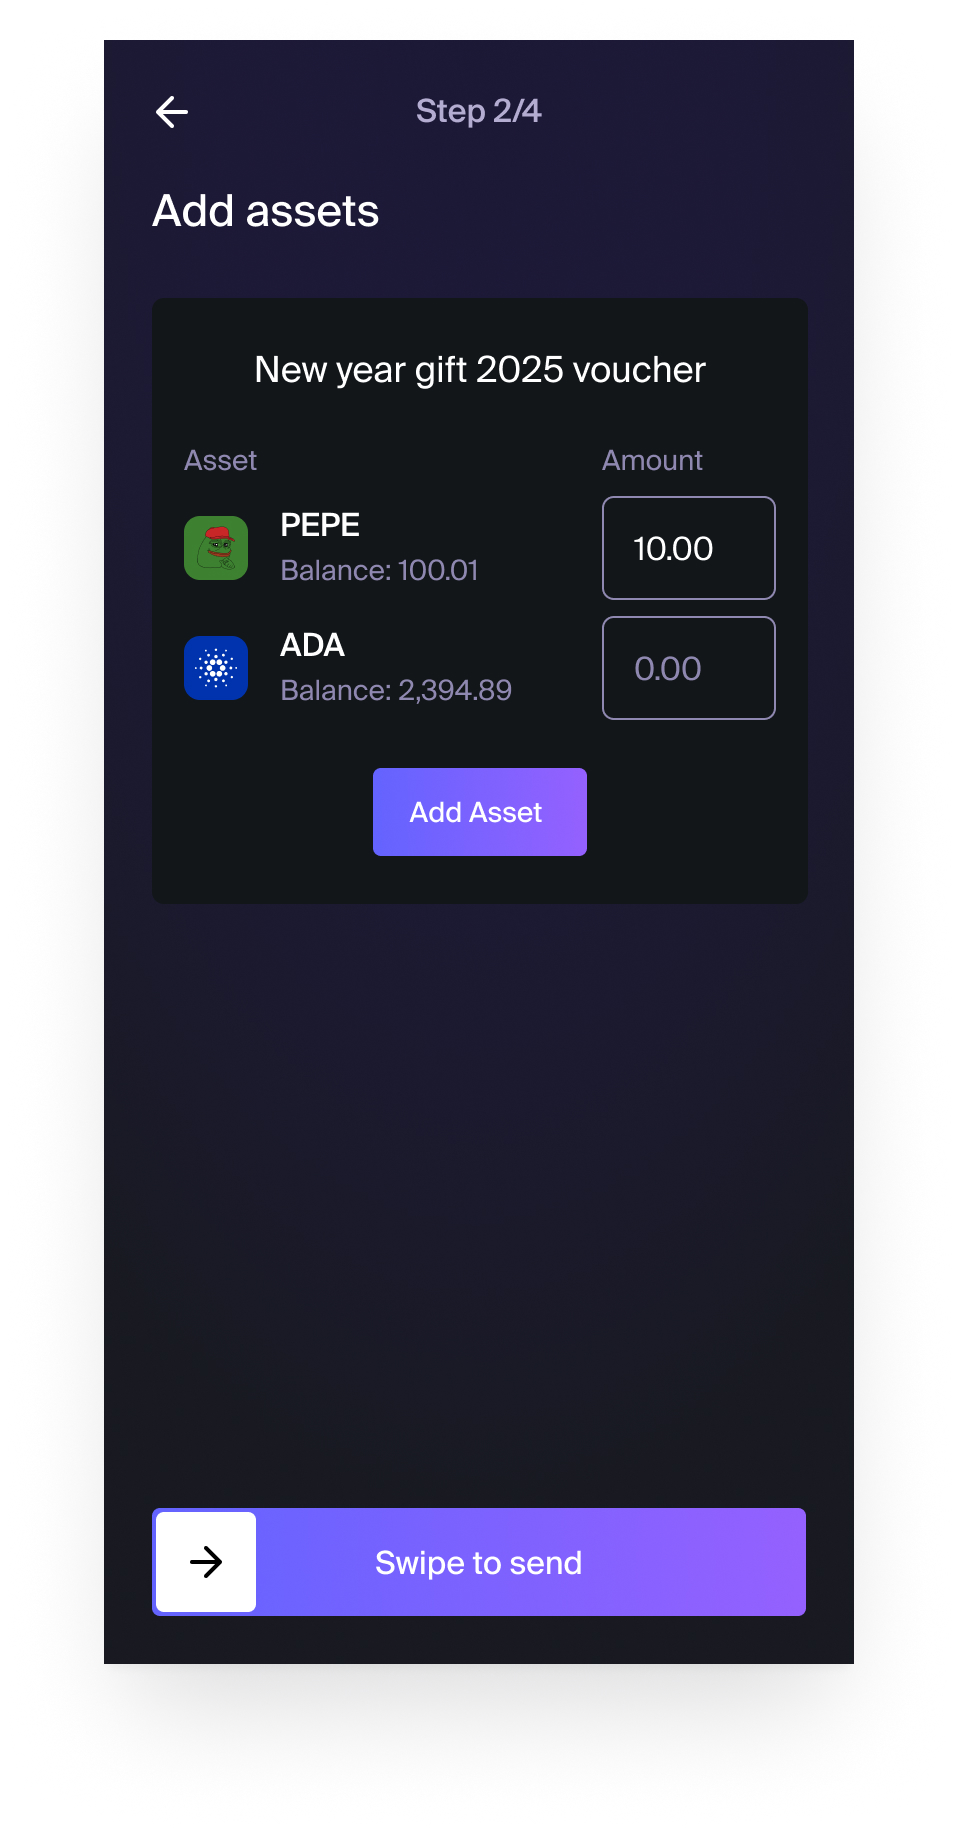 Step 2/4
Add assets
New year gift 2025 voucher
Asset Amount
PEPE
Balance: 100.01
10.00
ADA
Balance: 2,394.89
0.00
Add Asset
Swipe to send